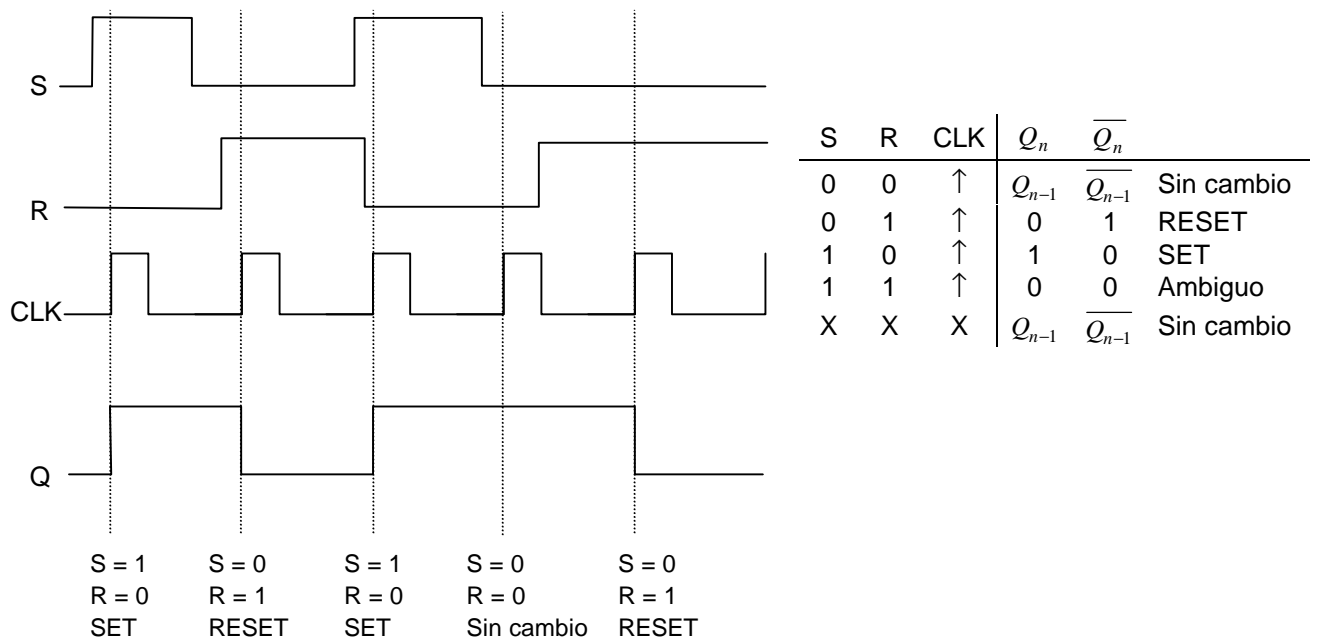 S
R
CLK
Q
S R CLK Qₙ Q̅ₙ
0 0 ↑ Qₙ₋₁ Q̅ₙ₋₁ Sin cambio
0 1 ↑ 0 1 RESET
1 0 ↑ 1 0 SET
1 1 ↑ 0 0 Ambiguo
X X X Qₙ₋₁ Q̅ₙ₋₁ Sin cambio
S = 1 S = 0 S = 1 S = 0 S = 0
R = 0 R = 1 R = 0 R = 0 R = 1
SET RESET SET Sin cambio RESET